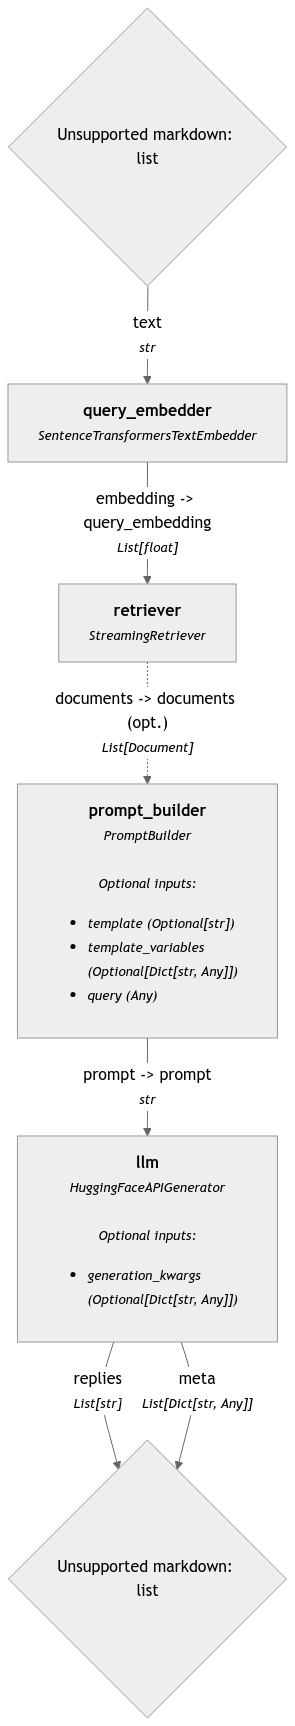 Unsupported markdown:
list
text
str
query_embedder
SentenceTransformersTextEmbedder
embedding ->
query_embedding
List[float]
retriever
StreamingRetriever
documents -> documents
(opt.)
List[Document]
prompt_builder
PromptBuilder
Optional inputs:
• template (Optional[str])
• template_variables
(Optional[Dict[str, Any]])
• query (Any)
prompt -> prompt
str
llm
HuggingFaceAPIGenerator
Optional inputs:
• generation_kwargs
(Optional[Dict[str, Any]])
replies
List[str]
meta
List[Dict[str, Any]]
Unsupported markdown:
list